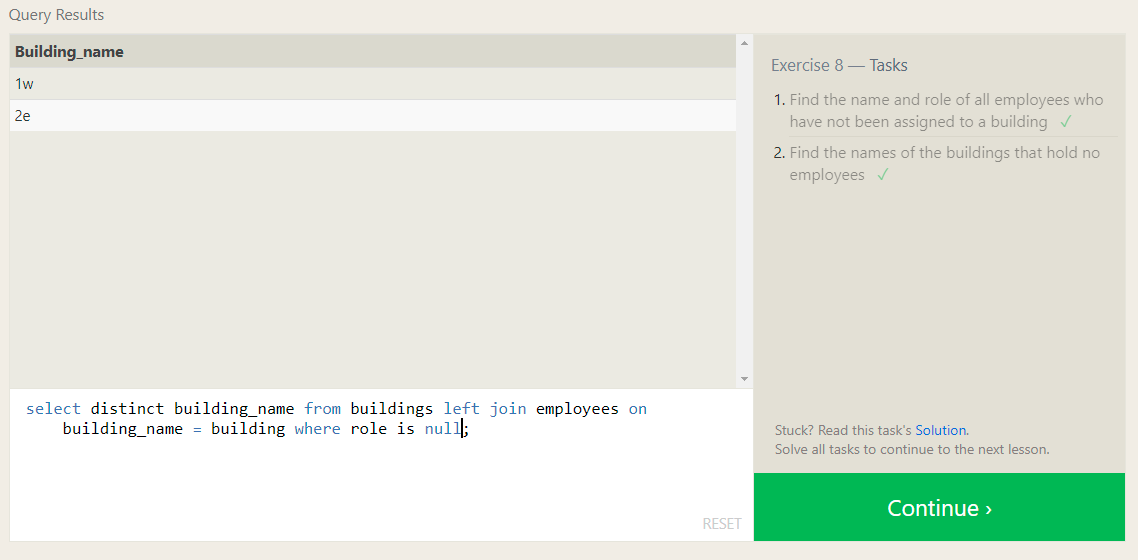 Query Results
Building_name
1w
2e
select distinct building_name from buildings left join employees on
building_name = building where role is null;
RESET
Exercise 8 — Tasks
1. Find the name and role of all employees who
have not been assigned to a building ✓
2. Find the names of the buildings that hold no
employees ✓
Stuck? Read this task's Solution.
Solve all tasks to continue to the next lesson.
Continue ›